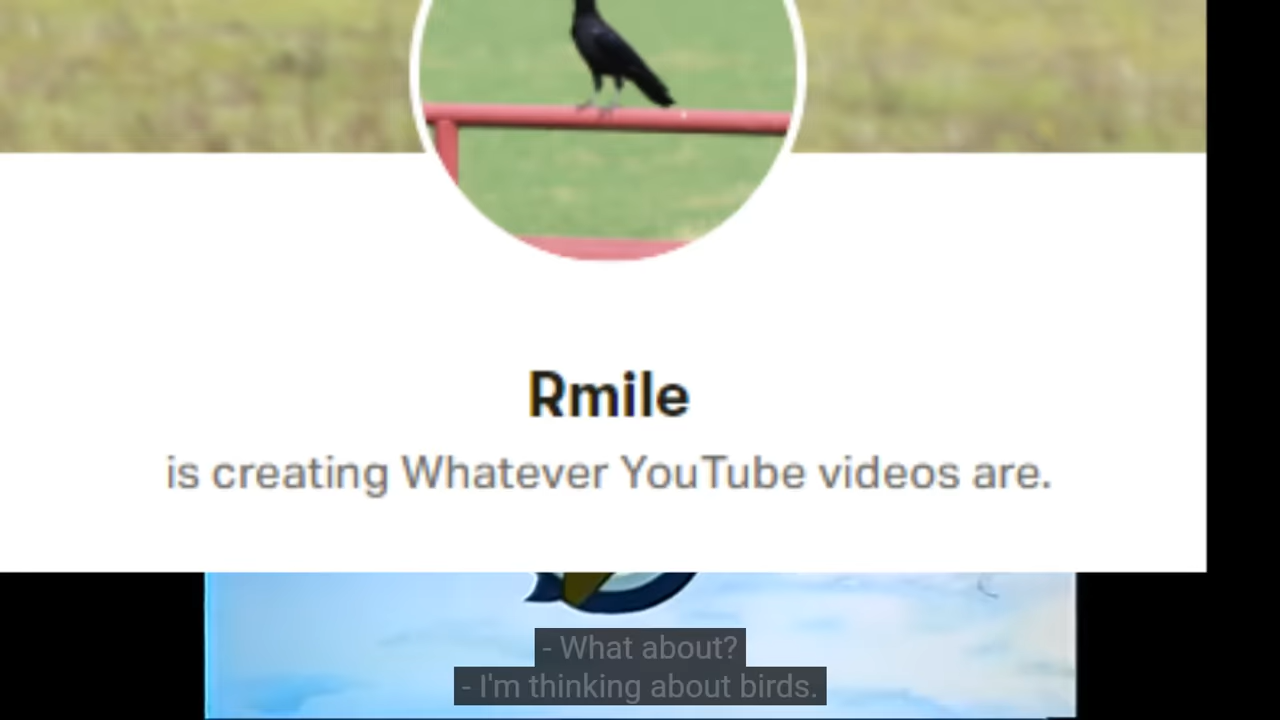 Rmile
is creating Whatever YouTube videos are.
- What about?
- I'm thinking about birds.